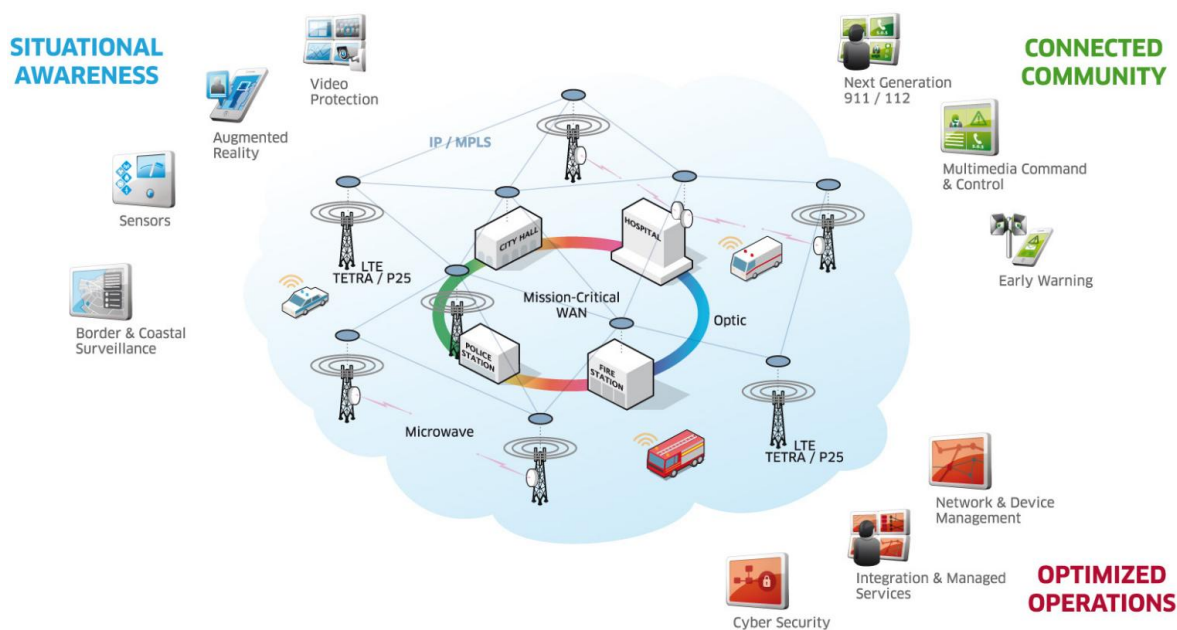 SITUATIONAL
AWARENESS
Video
Protection
Augmented
Reality
Sensors
Border & Coastal
Surveillance
CONNECTED
COMMUNITY
Next Generation
911 / 112
Multimedia Command
& Control
Early Warning
IP / MPLS
CITY HALL
HOSPITAL
LTE
TETRA / P25
Mission-Critical
WAN
Optic
POLICE
STATION
FIRE
STATION
Microwave
LTE
TETRA / P25
Network & Device
Management
Integration & Managed
Services
Cyber Security
OPTIMIZED
OPERATIONS